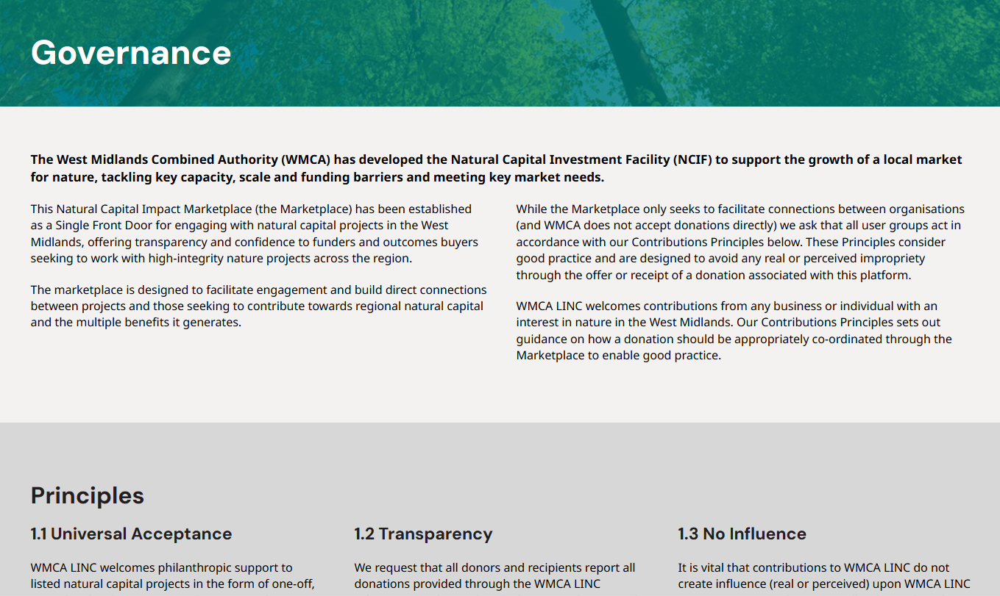 Governance
The West Midlands Combined Authority (WMCA) has developed the Natural Capital Investment Facility (NCIF) to support the growth of a local market
for nature, tackling key capacity, scale and funding barriers and meeting key market needs.
This Natural Capital Impact Marketplace (the Marketplace) has been established
as a Single Front Door for engaging with natural capital projects in the West
Midlands, offering transparency and confidence to funders and outcomes buyers
seeking to work with high-integrity nature projects across the region.
The marketplace is designed to facilitate engagement and build direct connections
between projects and those seeking to contribute towards regional natural capital
and the multiple benefits it generates.
While the Marketplace only seeks to facilitate connections between organisations
(and WMCA does not accept donations directly) we ask that all user groups act in
accordance with our Contributions Principles below. These Principles consider
good practice and are designed to avoid any real or perceived impropriety
through the offer or receipt of a donation associated with this platform.
WMCA LINC welcomes contributions from any business or individual with an
interest in nature in the West Midlands. Our Contributions Principles sets out
guidance on how a donation should be appropriately co-ordinated through the
Marketplace to enable good practice.
Principles
1.1 Universal Acceptance
WMCA LINC welcomes philanthropic support to
listed natural capital projects in the form of one-off,
1.2 Transparency
We request that all donors and recipients report all
donations provided through the WMCA LINC
1.3 No Influence
It is vital that contributions to WMCA LINC do not
create influence (real or perceived) upon WMCA LINC